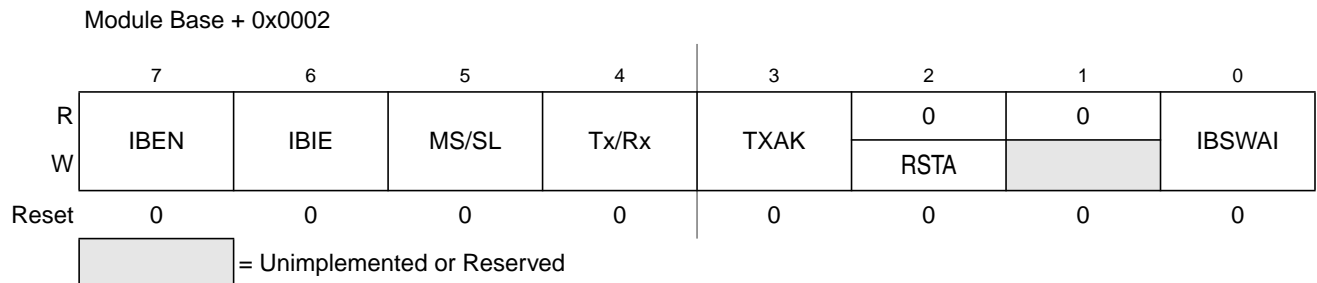 Module Base + 0x0002
7 6 5 4 3 2 1 0
R 0 0
IBEN IBIE MS/SL Tx/Rx TXAK IBSWAI
W RSTA
Reset 0 0 0 0 0 0 0 0
= Unimplemented or Reserved